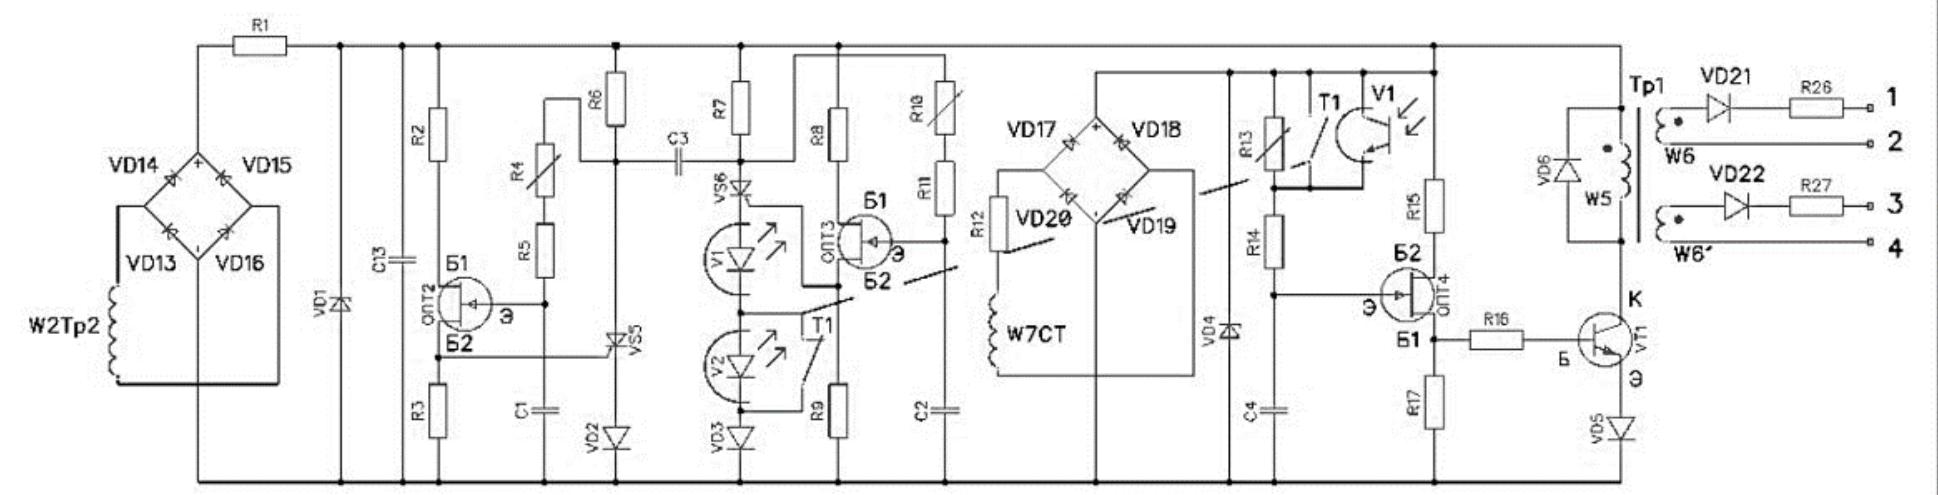 R1
VD14
VD15
VD13
VD16
W2Tp2
VD1
C13
R2
ОПТ2
Б1
Э
Б2
R3
R4
R5
C1
R6
VS5
VD2
C3
R7
VS6
V1
V2
T1
VD3
R8
ОПТ3
Б1
Э
Б2
R9
R10
R11
C2
VD17
VD18
VD20
VD19
R12
W7CT
VD4
R13
T1
V1
R14
C4
R15
Б2
ОПТ4
Э
Б1
R17
R16
K
Б
VT1
Э
VD5
VD6
W5
Tp1
W6
W6'
VD21
R26
1
2
VD22
R27
3
4